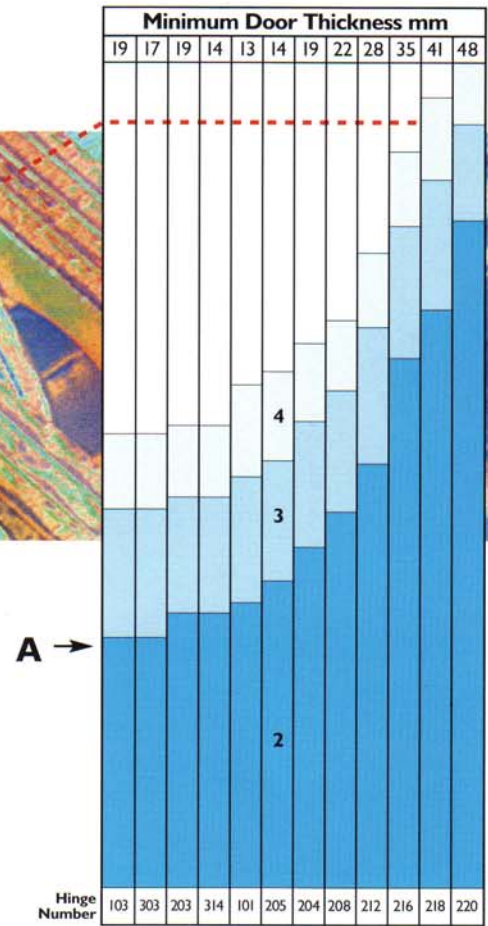 Minimum Door Thickness mm
19 17 19 14 13 14 19 22 28 35 41 48
4
3
A
2
Hinge
Number
103 303 203 314 101 205 204 208 212 216 218 220